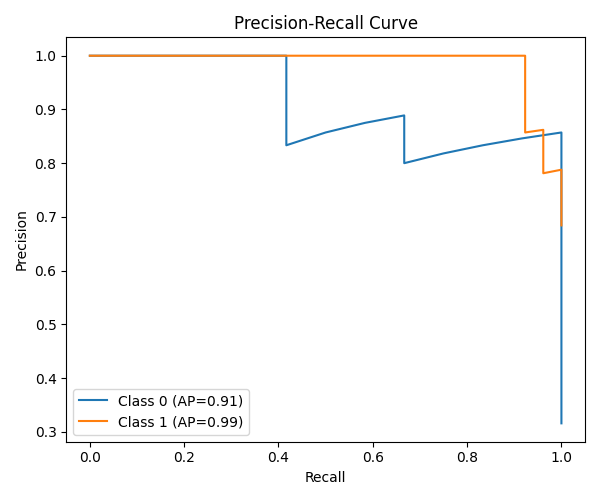 Precision-Recall Curve
1.0
0.9
0.8
0.7
0.6
0.5
0.4
0.3
Precision
Class 0 (AP=0.91)
Class 1 (AP=0.99)
0.0 0.2 0.4 0.6 0.8 1.0
Recall